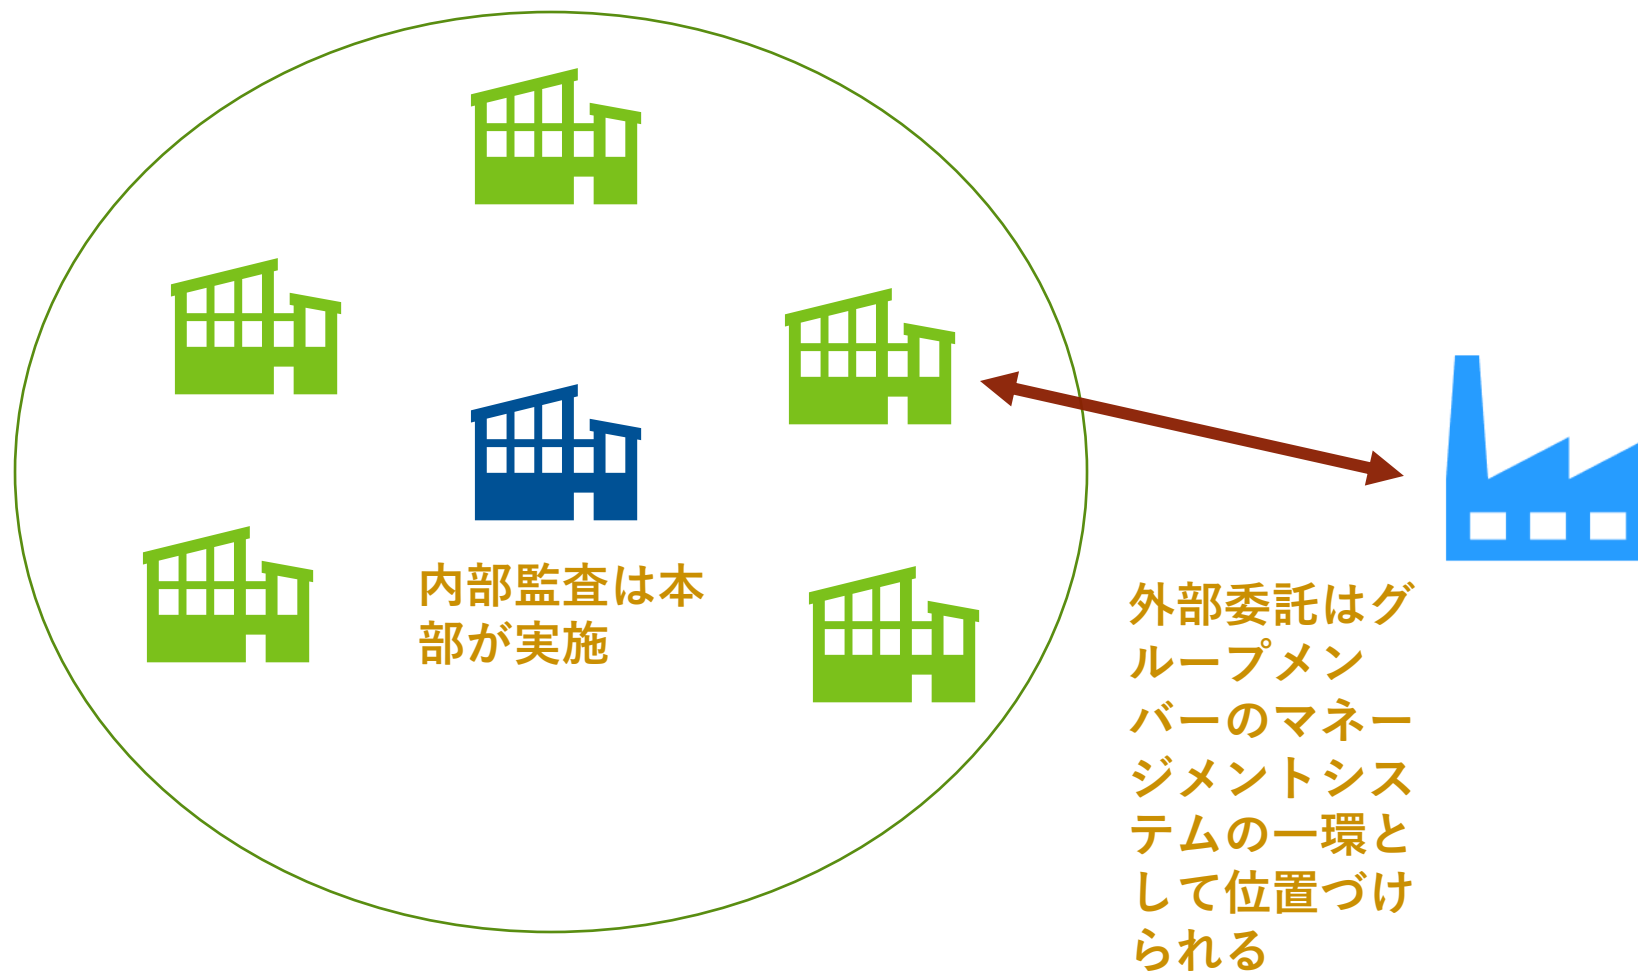 内部監査は本
部が実施
外部委託はグ
ループメン
バーのマネー
ジメントシス
テムの一環と
して位置づけ
られる